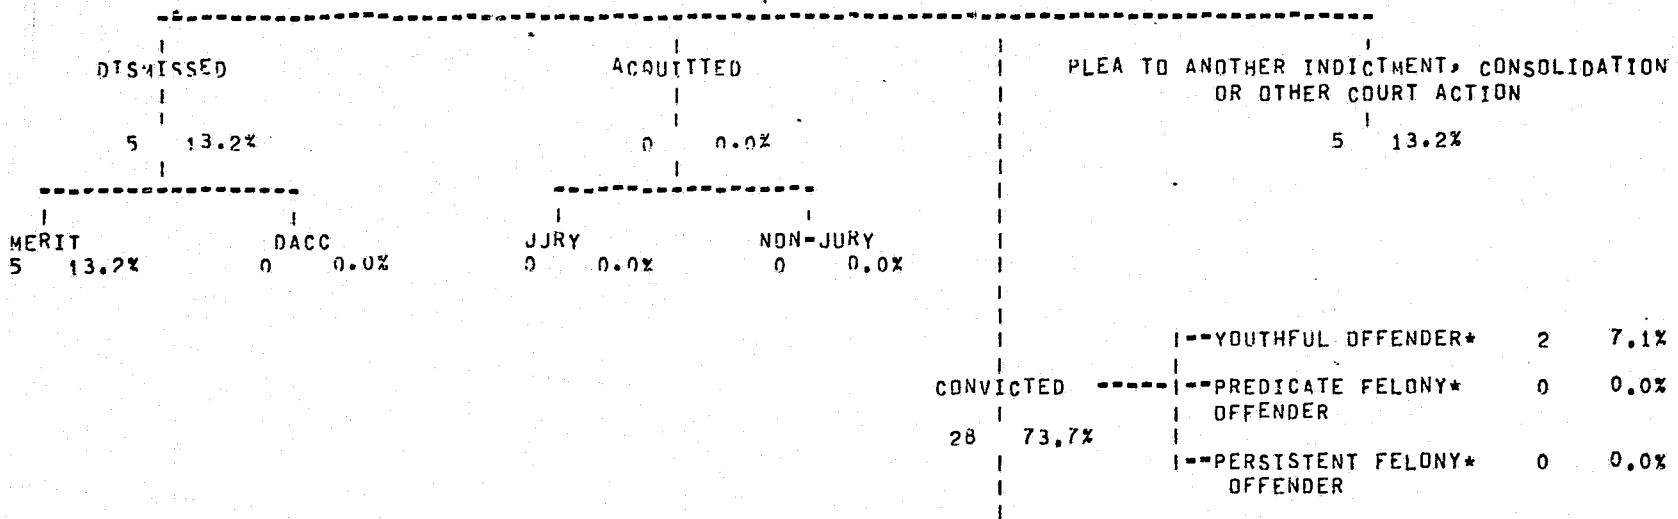 DISMISSED ACQUITTED PLEA TO ANOTHER INDICTMENT, CONSOLIDATION
OR OTHER COURT ACTION
5 13.2% 0 0.0% 5 13.2%
MERIT DACC JURY NON-JURY
5 13.2% 0 0.0% 0 0.0% 0 0.0%
YOUTHFUL OFFENDER* 2 7.1%
CONVICTED PREDICATE FELONY* 0 0.0%
OFFENDER
28 73.7%
PERSISTENT FELONY* 0 0.0%
OFFENDER